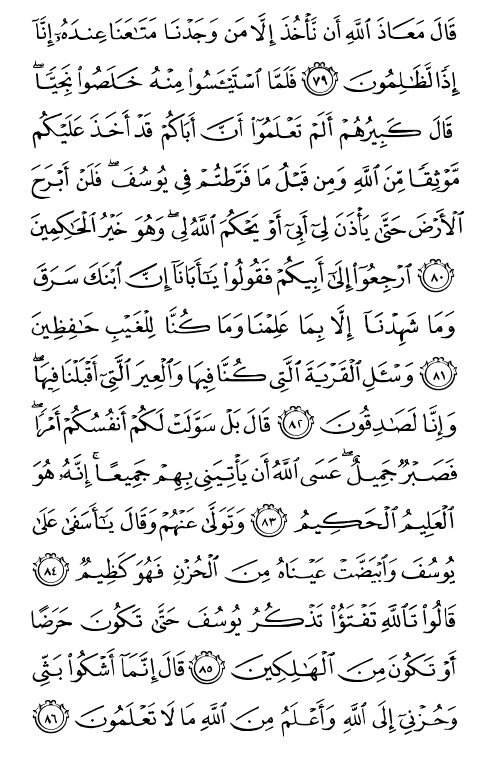 قَالَ مَعَاذَ ٱللَّهِ أَن نَّأۡخُذَ إِلَّا مَن وَجَدۡنَا مَتَٰعَنَا عِندَهُۥٓ إِنَّآ
إِذٗا لَّظَٰلِمُونَ ٧٩ فَلَمَّا ٱسۡتَيۡـَٔسُواْ مِنۡهُ خَلَصُواْ نَجِيّٗاۖ
قَالَ كَبِيرُهُمۡ أَلَمۡ تَعۡلَمُوٓاْ أَنَّ أَبَاكُمۡ قَدۡ أَخَذَ عَلَيۡكُم
مَّوۡثِقٗا مِّنَ ٱللَّهِ وَمِن قَبۡلُ مَا فَرَّطتُمۡ فِي يُوسُفَۖ فَلَنۡ أَبۡرَحَ
ٱلۡأَرۡضَ حَتَّىٰ يَأۡذَنَ لِيٓ أَبِيٓ أَوۡ يَحۡكُمَ ٱللَّهُ لِيۖ وَهُوَ خَيۡرُ ٱلۡحَٰكِمِينَ
٨٠ ٱرۡجِعُوٓاْ إِلَىٰٓ أَبِيكُمۡ فَقُولُواْ يَٰٓأَبَانَآ إِنَّ ٱبۡنَكَ سَرَقَ
وَمَا شَهِدۡنَآ إِلَّا بِمَا عَلِمۡنَا وَمَا كُنَّا لِلۡغَيۡبِ حَٰفِظِينَ
٨١ وَسۡـَٔلِ ٱلۡقَرۡيَةَ ٱلَّتِي كُنَّا فِيهَا وَٱلۡعِيرَ ٱلَّتِيٓ أَقۡبَلۡنَا فِيهَاۖ
وَإِنَّا لَصَٰدِقُونَ ٨٢ قَالَ بَلۡ سَوَّلَتۡ لَكُمۡ أَنفُسُكُمۡ أَمۡرٗاۖ
فَصَبۡرٞ جَمِيلٌۖ عَسَى ٱللَّهُ أَن يَأۡتِيَنِي بِهِمۡ جَمِيعًاۚ إِنَّهُۥ هُوَ
ٱلۡعَلِيمُ ٱلۡحَكِيمُ ٨٣ وَتَوَلَّىٰ عَنۡهُمۡ وَقَالَ يَٰٓأَسَفَىٰ عَلَىٰ
يُوسُفَ وَٱبۡيَضَّتۡ عَيۡنَاهُ مِنَ ٱلۡحُزۡنِ فَهُوَ كَظِيمٞ ٨٤
قَالُواْ تَٱللَّهِ تَفۡتَؤُاْ تَذۡكُرُ يُوسُفَ حَتَّىٰ تَكُونَ حَرَضًا
أَوۡ تَكُونَ مِنَ ٱلۡهَٰلِكِينَ ٨٥ قَالَ إِنَّمَآ أَشۡكُواْ بَثِّي
وَحُزۡنِيٓ إِلَى ٱللَّهِ وَأَعۡلَمُ مِنَ ٱللَّهِ مَا لَا تَعۡلَمُونَ ٨٦